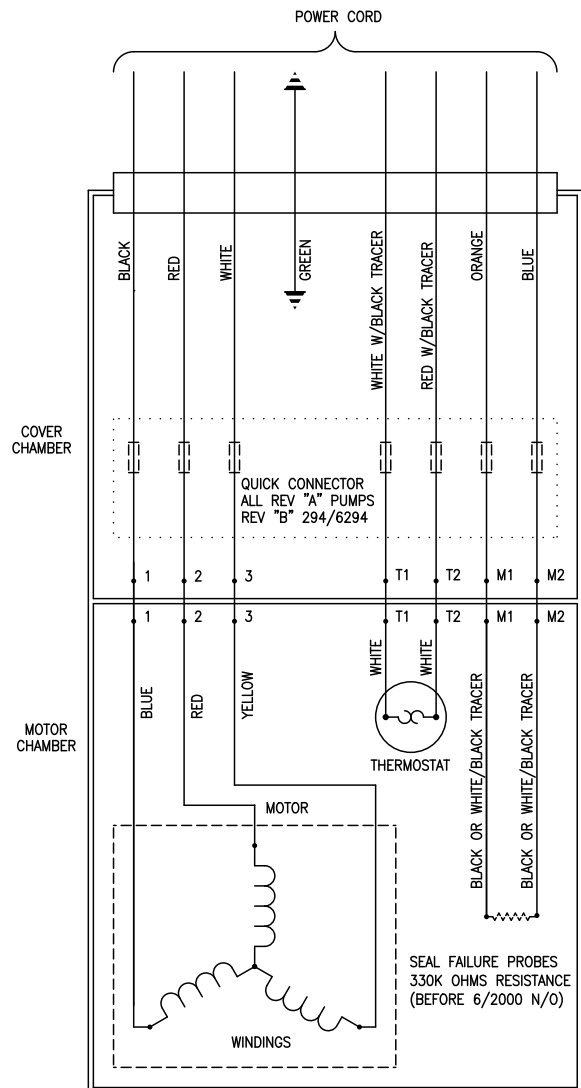 POWER CORD
BLACK
RED
WHITE
GREEN
WHITE W/BLACK TRACER
RED W/BLACK TRACER
ORANGE
BLUE
COVER
CHAMBER
QUICK CONNECTOR
ALL REV "A" PUMPS
REV "B" 294/6294
1 2 3 T1 T2 M1 M2
1 2 3 T1 T2 M1 M2
BLUE
RED
YELLOW
WHITE
WHITE
BLACK OR WHITE/BLACK TRACER
BLACK OR WHITE/BLACK TRACER
MOTOR
CHAMBER
THERMOSTAT
MOTOR
SEAL FAILURE PROBES
330K OHMS RESISTANCE
(BEFORE 6/2000 N/O)
WINDINGS